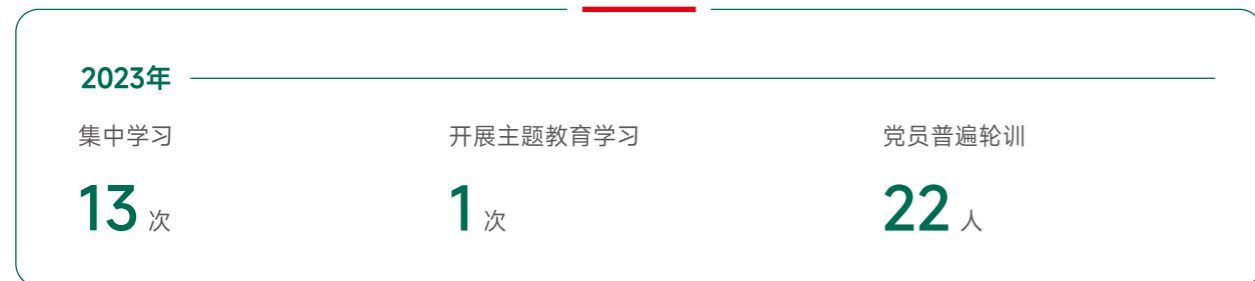 2023年
集中学习
开展主题教育学习
党员普遍轮训
13 次
1 次
22 人